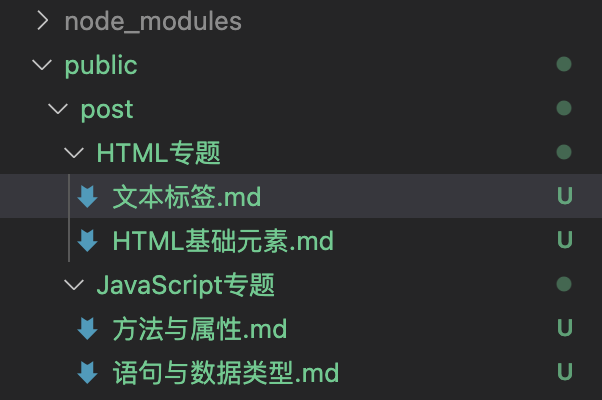 node_modules
public
post
HTML专题
文本标签.md U
HTML基础元素.md U
JavaScript专题
方法与属性.md U
语句与数据类型.md U